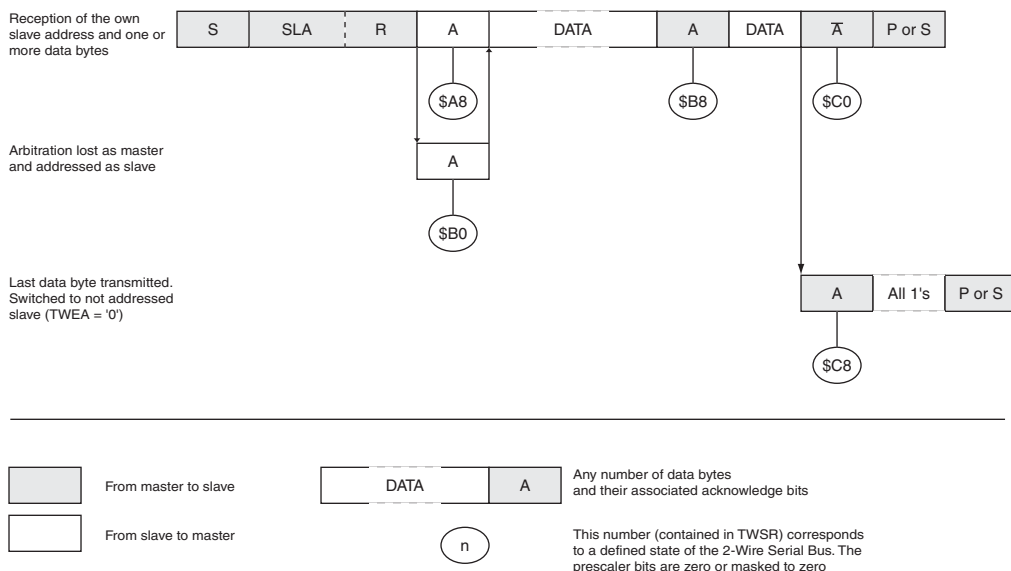 Reception of the own
slave address and one or
more data bytes
S SLA R A DATA A DATA A P or S
$A8 $B8 $C0
Arbitration lost as master
and addressed as slave
A
$B0
Last data byte transmitted.
Switched to not addressed
slave (TWEA = '0')
A All 1's P or S
$C8
From master to slave
DATA A
Any number of data bytes
and their associated acknowledge bits
From slave to master
n
This number (contained in TWSR) corresponds
to a defined state of the 2-Wire Serial Bus. The
prescaler bits are zero or masked to zero